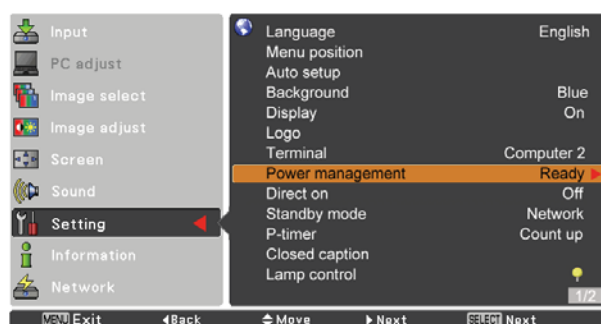 Input
PC adjust
Image select
Image adjust
Screen
Sound
Setting
Information
Network
Language English
Menu position
Auto setup
Background Blue
Display On
Logo
Terminal Computer 2
Power management Ready
Direct on Off
Standby mode Network
P-timer Count up
Closed caption
Lamp control
1/2
MENU Exit Back Move Next SELECT Next